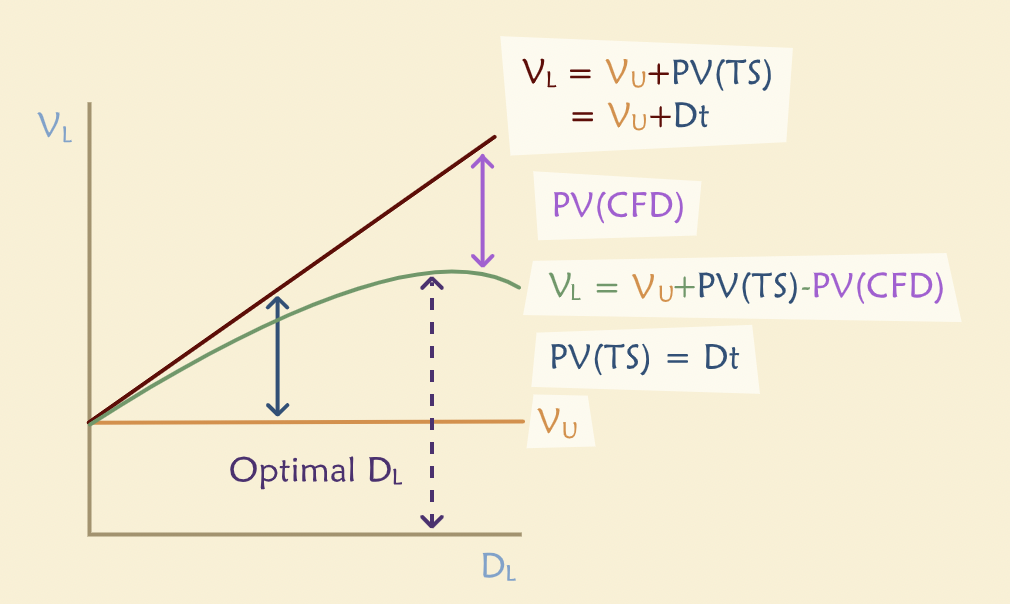 V_L = V_U+PV(TS)
= V_U+Dt
V_L
PV(CFD)
V_L = V_U+PV(TS)-PV(CFD)
PV(TS) = Dt
V_U
Optimal D_L
D_L